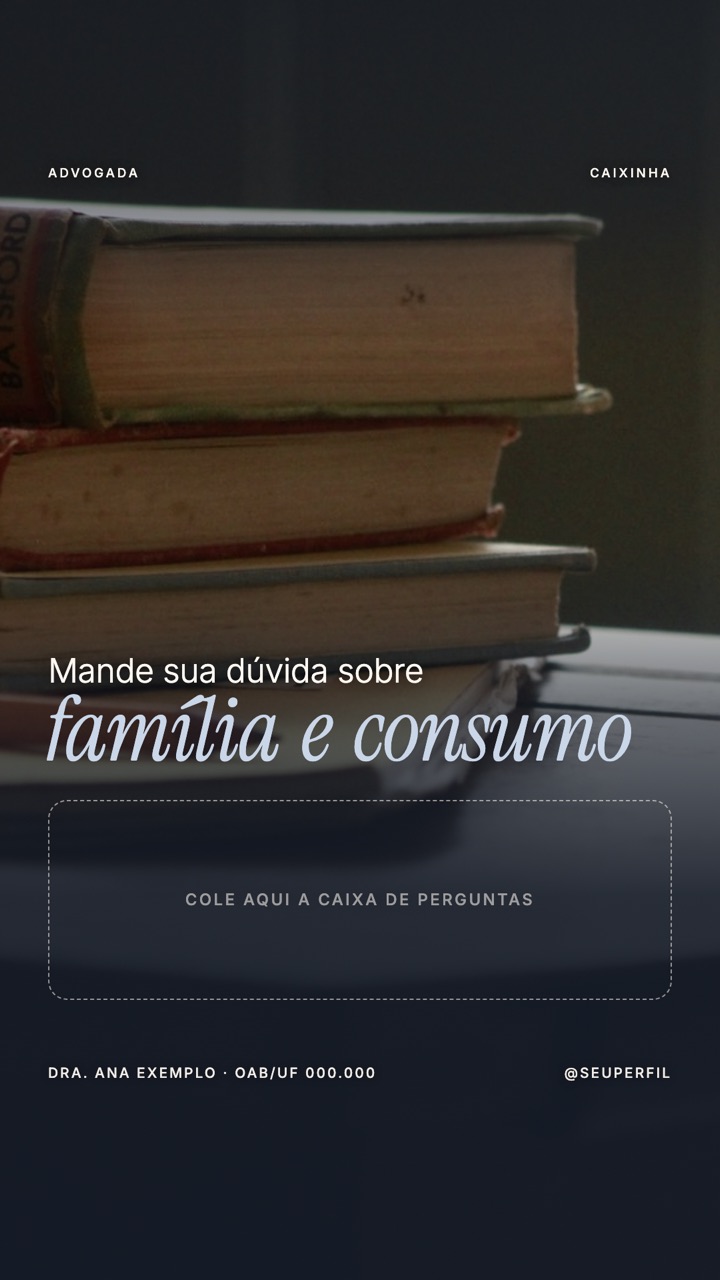 ADVOGADA
CAIXINHA
BATSFORD
Mande sua dúvida sobre
família e consumo
COLE AQUI A CAIXA DE PERGUNTAS
DRA. ANA EXEMPLO · OAB/UF 000.000
@SEUPERFIL